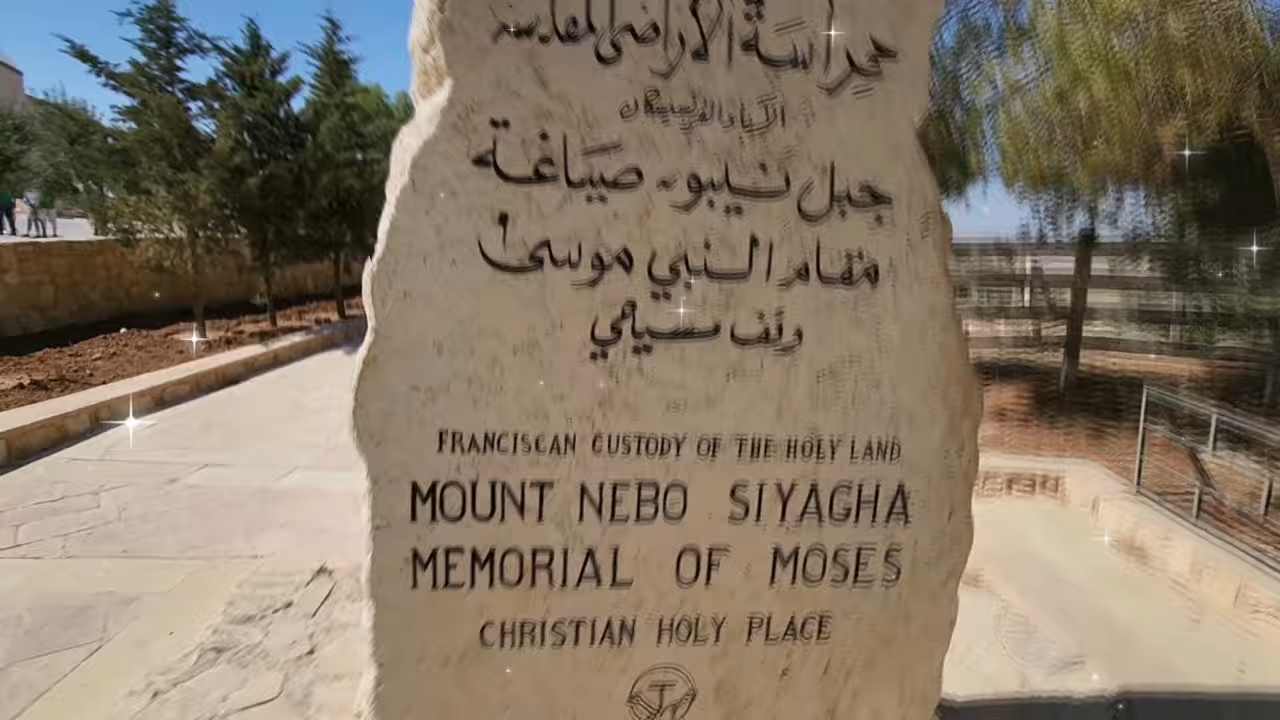 حراسة الأراضي المقدسة
الآباء الفرنسيسكان
جبل نيبو، صياغة
مقام النبي موسى
وقف مسيحي
FRANCISCAN CUSTODY OF THE HOLY LAND
MOUNT NEBO SIYAGHA
MEMORIAL OF MOSES
CHRISTIAN HOLY PLACE